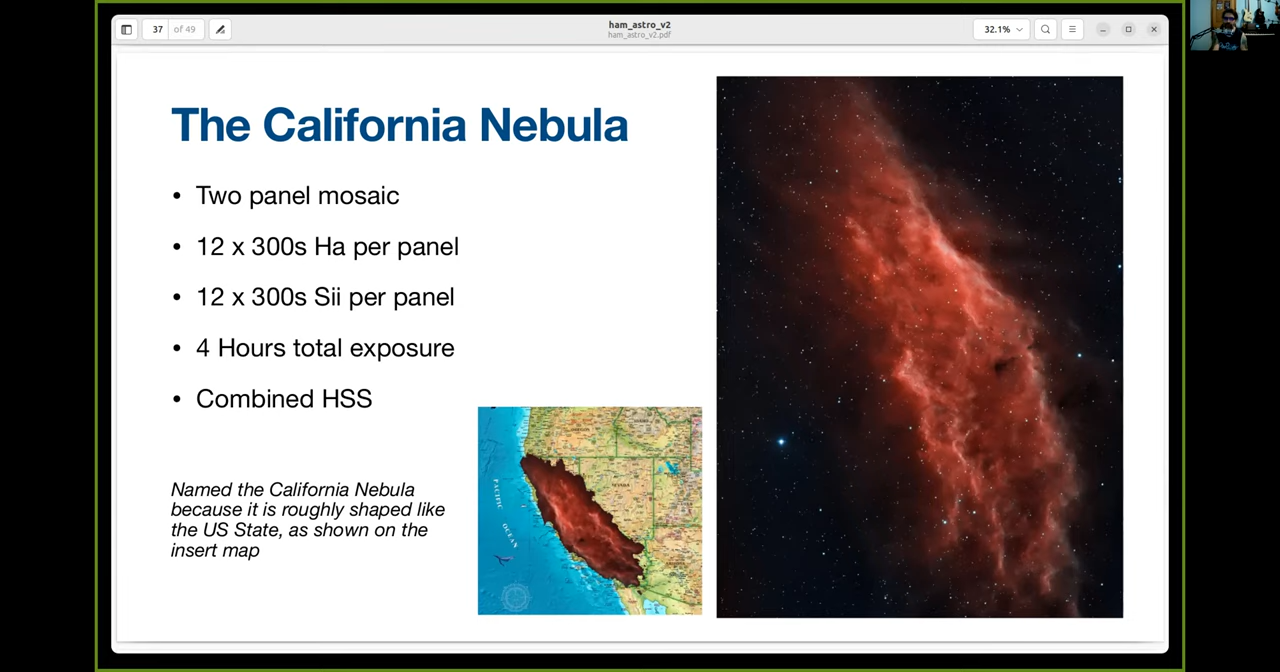 37 of 49
ham_astro_v2
ham_astro_v2.pdf
32.1%
The California Nebula
• Two panel mosaic
• 12 x 300s Ha per panel
• 12 x 300s Sii per panel
• 4 Hours total exposure
• Combined HSS
Named the California Nebula
because it is roughly shaped like
the US State, as shown on the
insert map
PACIFIC OCEAN